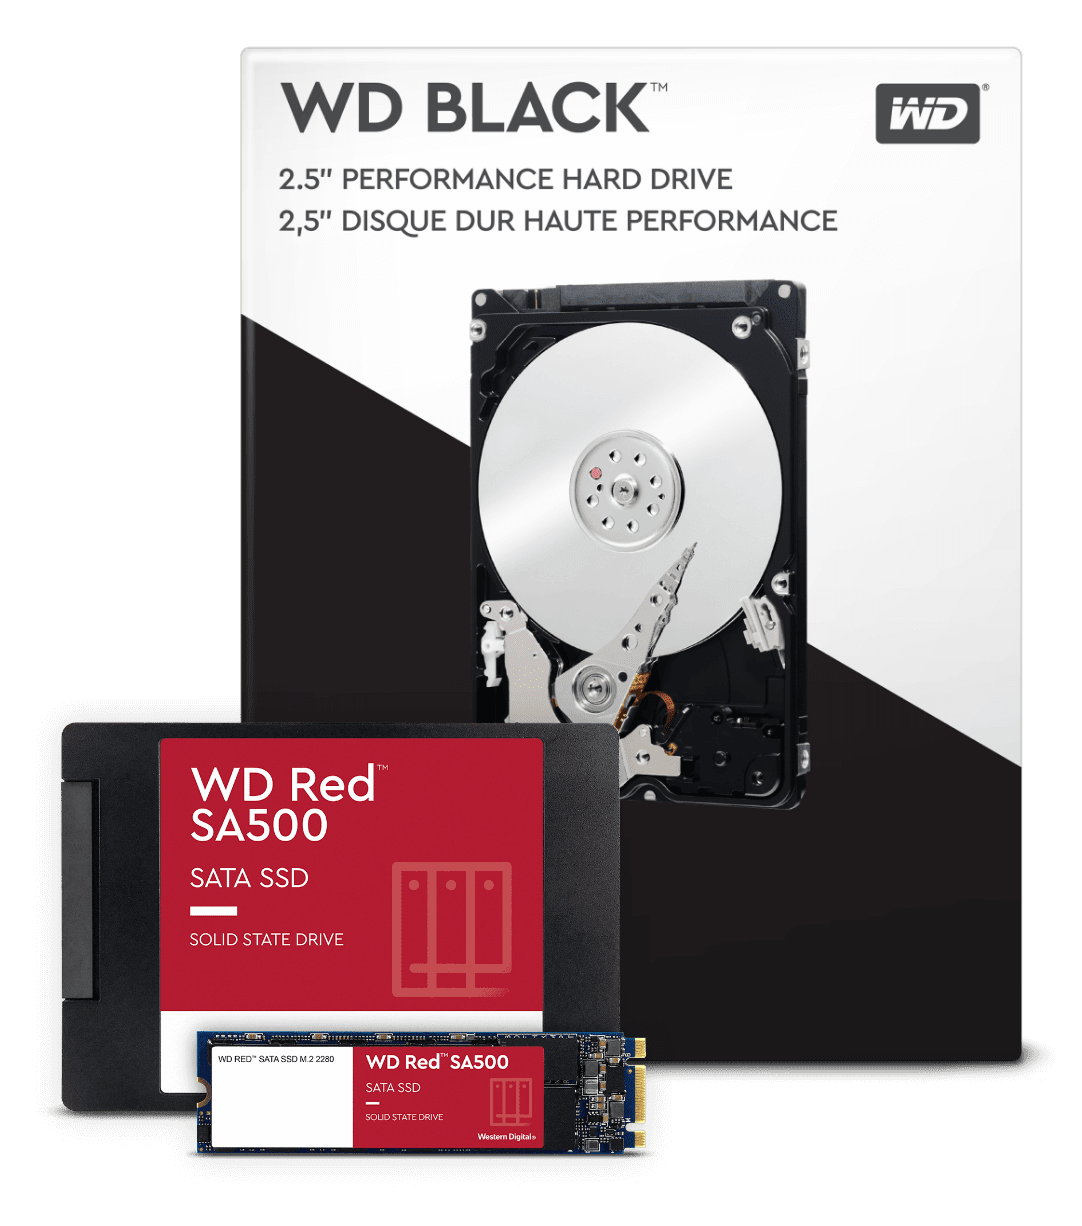 WD BLACK™
WD®
2.5" PERFORMANCE HARD DRIVE
2,5" DISQUE DUR HAUTE PERFORMANCE
WD Red™
SA500
SATA SSD
SOLID STATE DRIVE
WD RED™ SATA SSD M.2 2280
WD Red™ SA500
SATA SSD
SOLID STATE DRIVE
Western Digital®